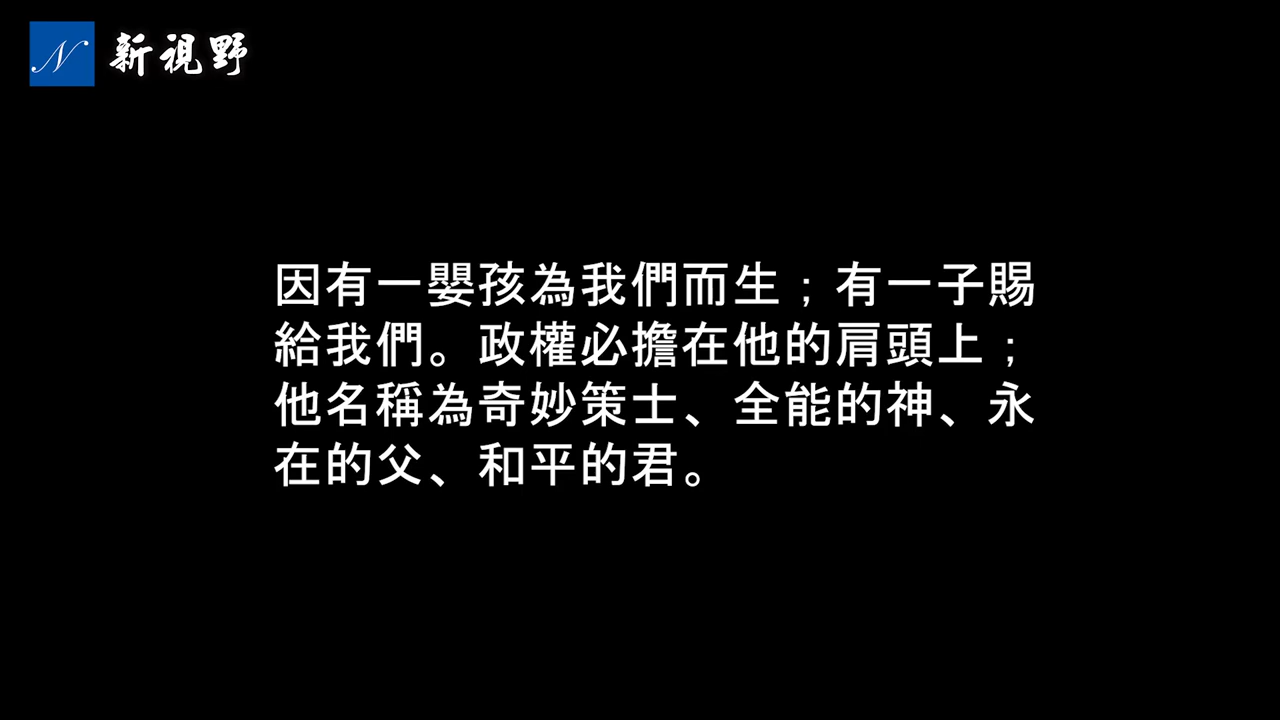 N 新視野
因有一嬰孩為我們而生；有一子賜
給我們。政權必擔在他的肩頭上；
他名稱為奇妙策士、全能的神、永
在的父、和平的君。